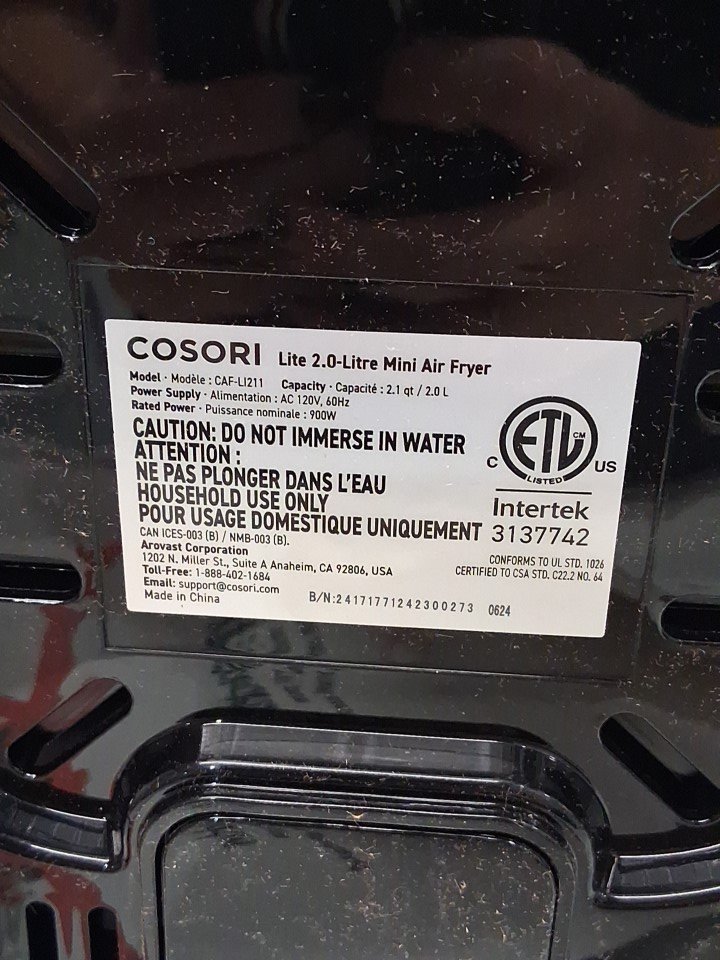 COSORI Lite 2.0-Litre Mini Air Fryer
Model · Modèle : CAF-LI211 Capacity · Capacité : 2.1 qt / 2.0 L
Power Supply · Alimentation : AC 120V, 60Hz
Rated Power · Puissance nominale : 900W
CAUTION: DO NOT IMMERSE IN WATER
ATTENTION :
NE PAS PLONGER DANS L'EAU
HOUSEHOLD USE ONLY
POUR USAGE DOMESTIQUE UNIQUEMENT
CAN ICES-003 (B) / NMB-003 (B).
Arovast Corporation
1202 N. Miller St., Suite A Anaheim, CA 92806, USA
Toll-Free: 1-888-402-1684
Email: support@cosori.com
Made in China
B/N:24171771242300273 0624
ETL CM
C US
LISTED
Intertek
3137742
CONFORMS TO UL STD. 1026
CERTIFIED TO CSA STD. C22.2 NO. 64